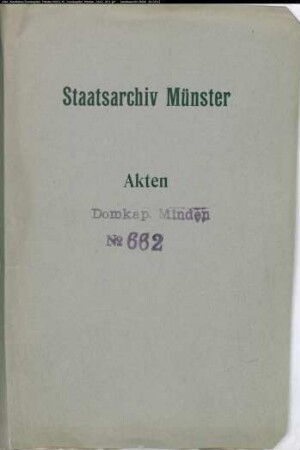 Staatsarchiv Münster
Akten
Domkap. Minden
№ 662